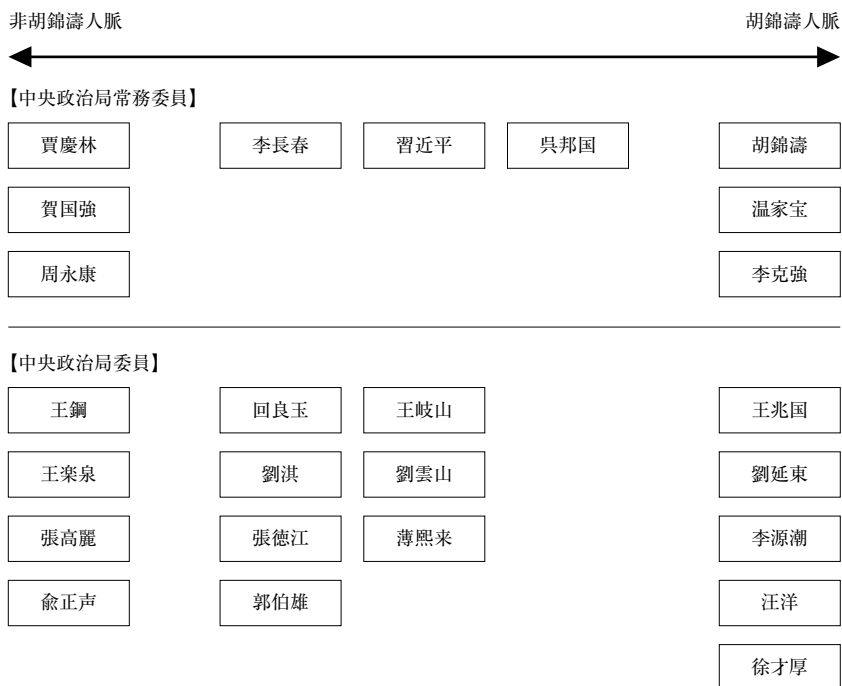 非胡錦濤人脈 胡錦濤人脈
【中央政治局常務委員】
賈慶林 李長春 習近平 呉邦国 胡錦濤
賀国強 温家宝
周永康 李克強
【中央政治局委員】
王鋼 回良玉 王岐山 王兆国
王楽泉 劉淇 劉雲山 劉延東
張高麗 張徳江 薄熙来 李源潮
兪正声 郭伯雄 汪洋
徐才厚